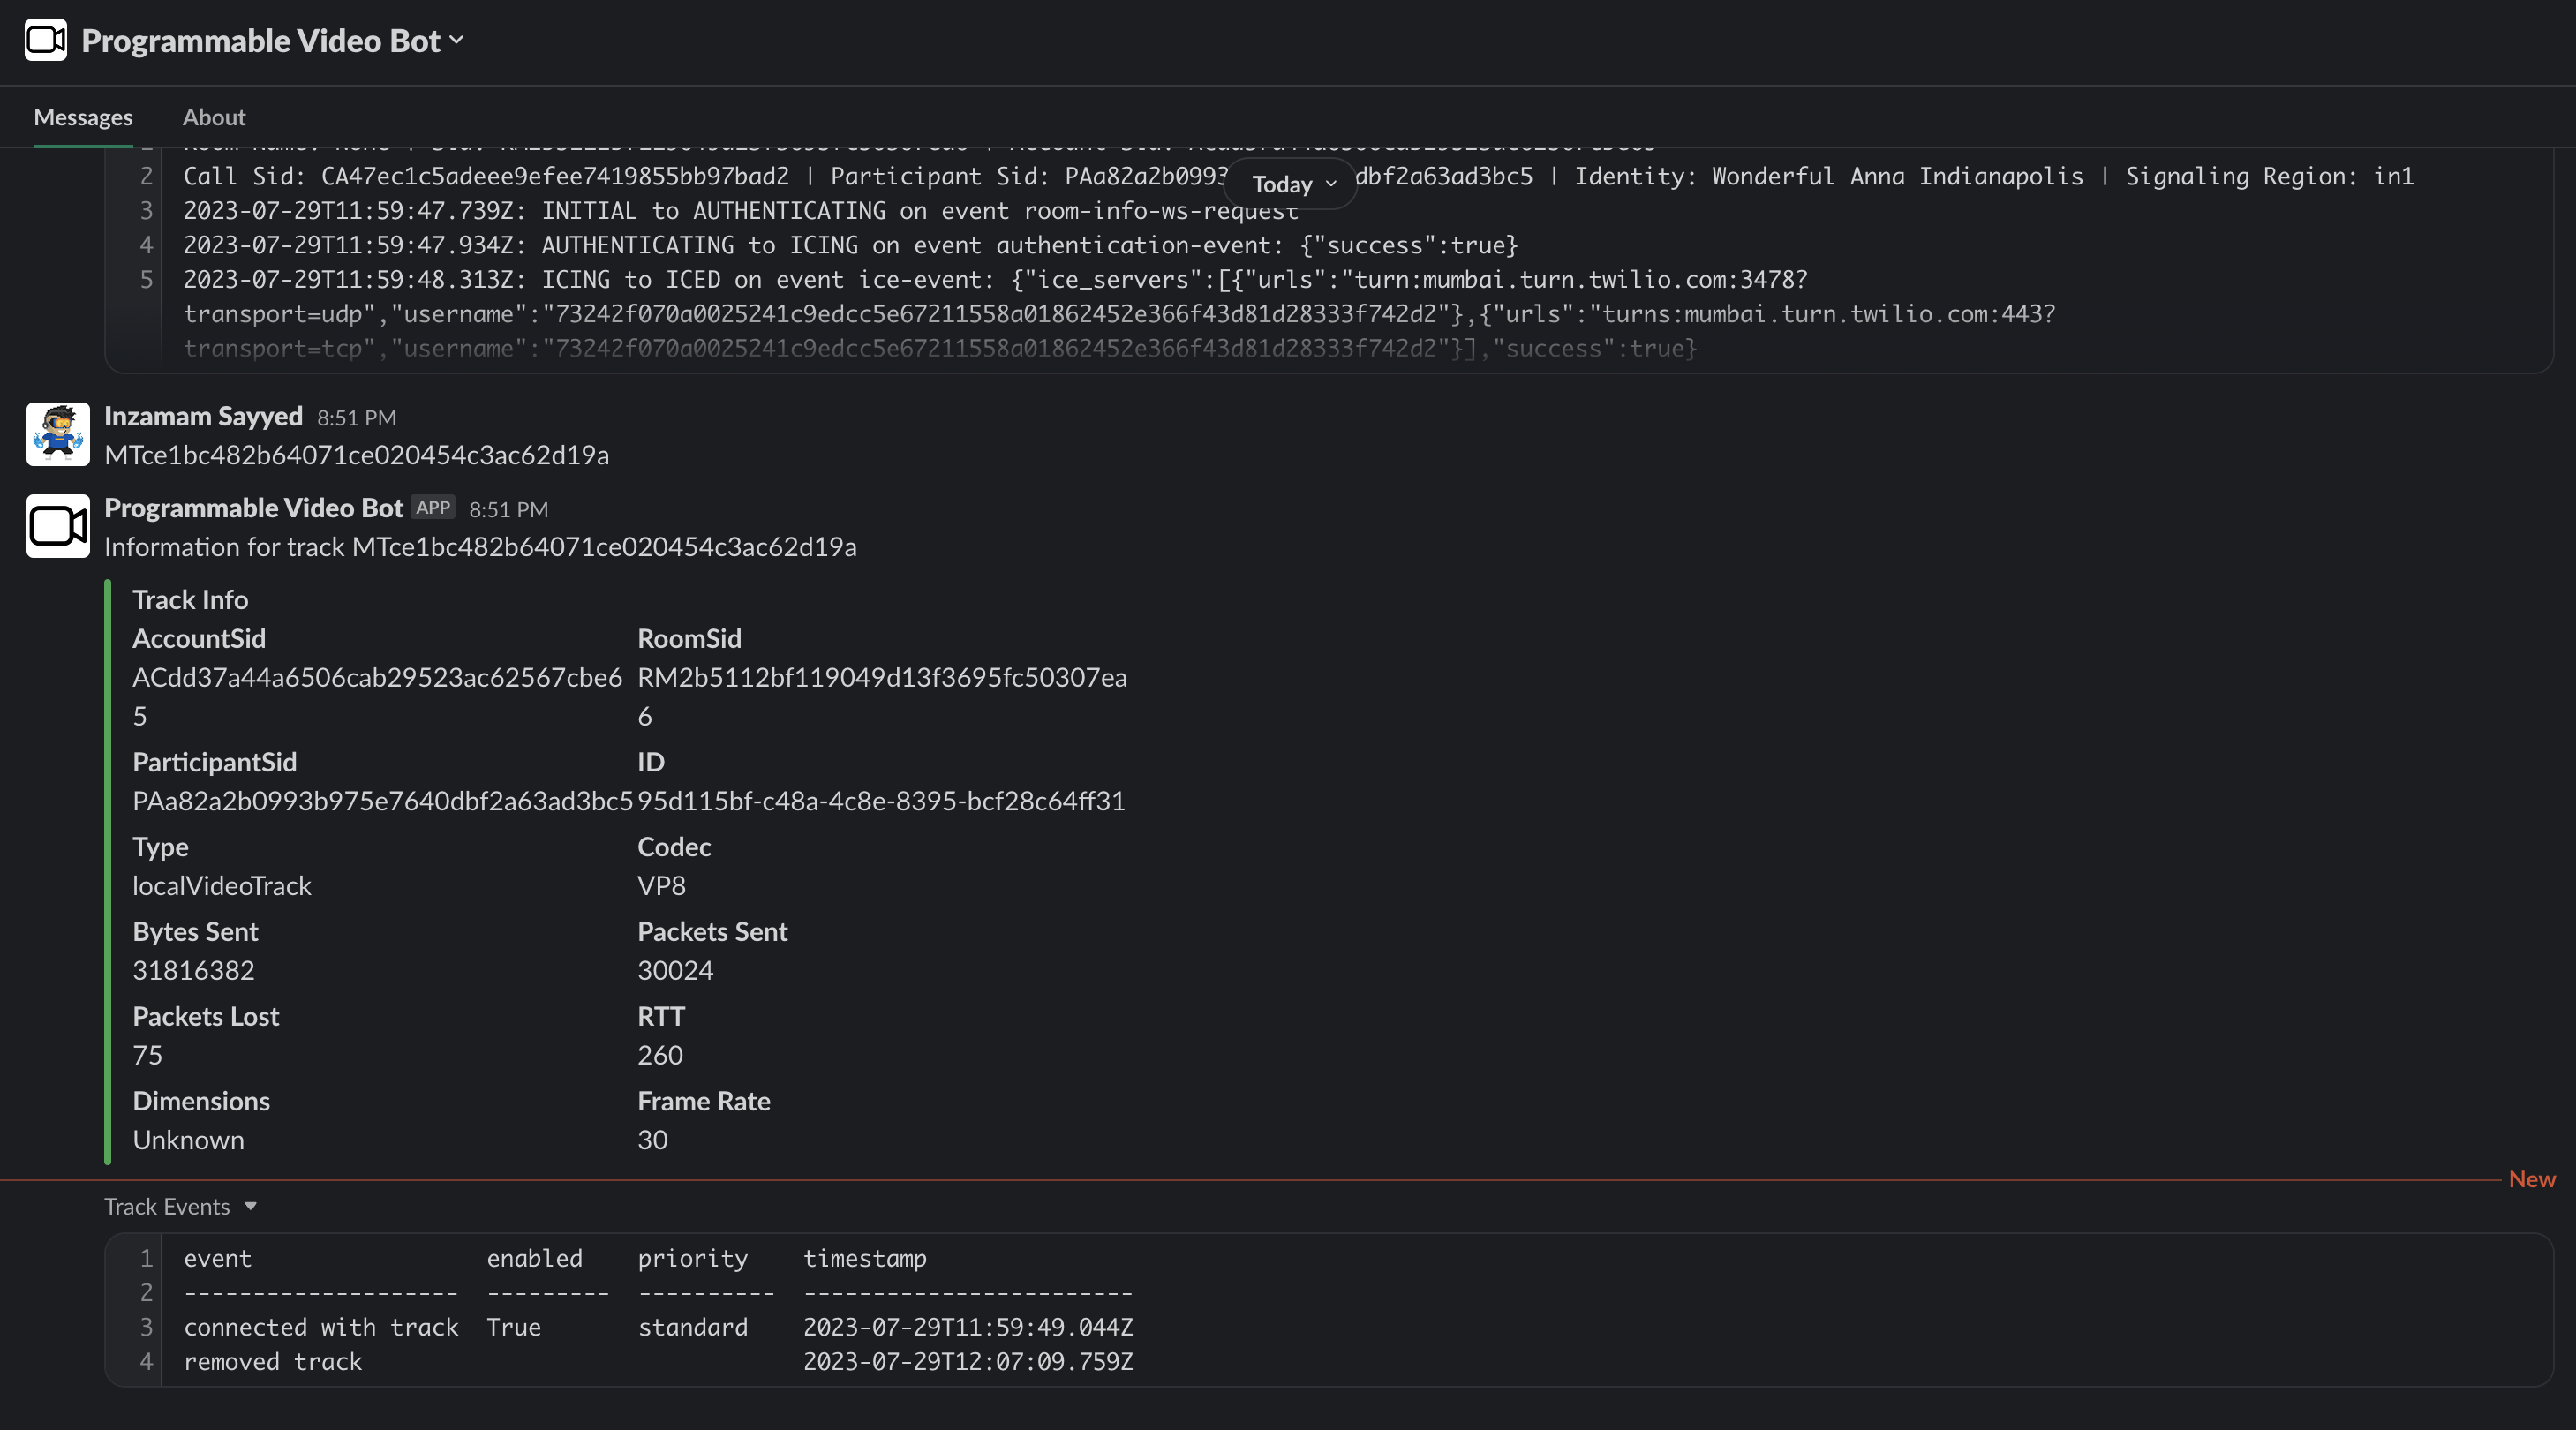 Programmable Video Bot
Messages About
2 Call Sid: CA47ec1c5adeee9efee7419855bb97bad2 | Participant Sid: PAa82a2b0993 dbf2a63ad3bc5 | Identity: Wonderful Anna Indianapolis | Signaling Region: in1
Today
3 2023-07-29T11:59:47.739Z: INITIAL to AUTHENTICATING on event room-info-ws-request
4 2023-07-29T11:59:47.934Z: AUTHENTICATING to ICING on event authentication-event: {"success":true}
5 2023-07-29T11:59:48.313Z: ICING to ICED on event ice-event: {"ice_servers":[{"urls":"turn:mumbai.turn.twilio.com:3478?
transport=udp","username":"73242f070a0025241c9edcc5e67211558a01862452e366f43d81d28333f742d2"},{"urls":"turns:mumbai.turn.twilio.com:443?
transport=tcp","username":"73242f070a0025241c9edcc5e67211558a01862452e366f43d81d28333f742d2"}],"success":true}
Inzamam Sayyed 8:51 PM
MTce1bc482b64071ce020454c3ac62d19a
Programmable Video Bot APP 8:51 PM
Information for track MTce1bc482b64071ce020454c3ac62d19a
Track Info
AccountSid RoomSid
ACdd37a44a6506cab29523ac62567cbe6 RM2b5112bf119049d13f3695fc50307ea
5 6
ParticipantSid ID
PAa82a2b0993b975e7640dbf2a63ad3bc5 95d115bf-c48a-4c8e-8395-bcf28c64ff31
Type Codec
localVideoTrack VP8
Bytes Sent Packets Sent
31816382 30024
Packets Lost RTT
75 260
Dimensions Frame Rate
Unknown 30
New
Track Events
1 event enabled priority timestamp
2 -------------------- --------- ---------- ------------------------
3 connected with track True standard 2023-07-29T11:59:49.044Z
4 removed track 2023-07-29T12:07:09.759Z